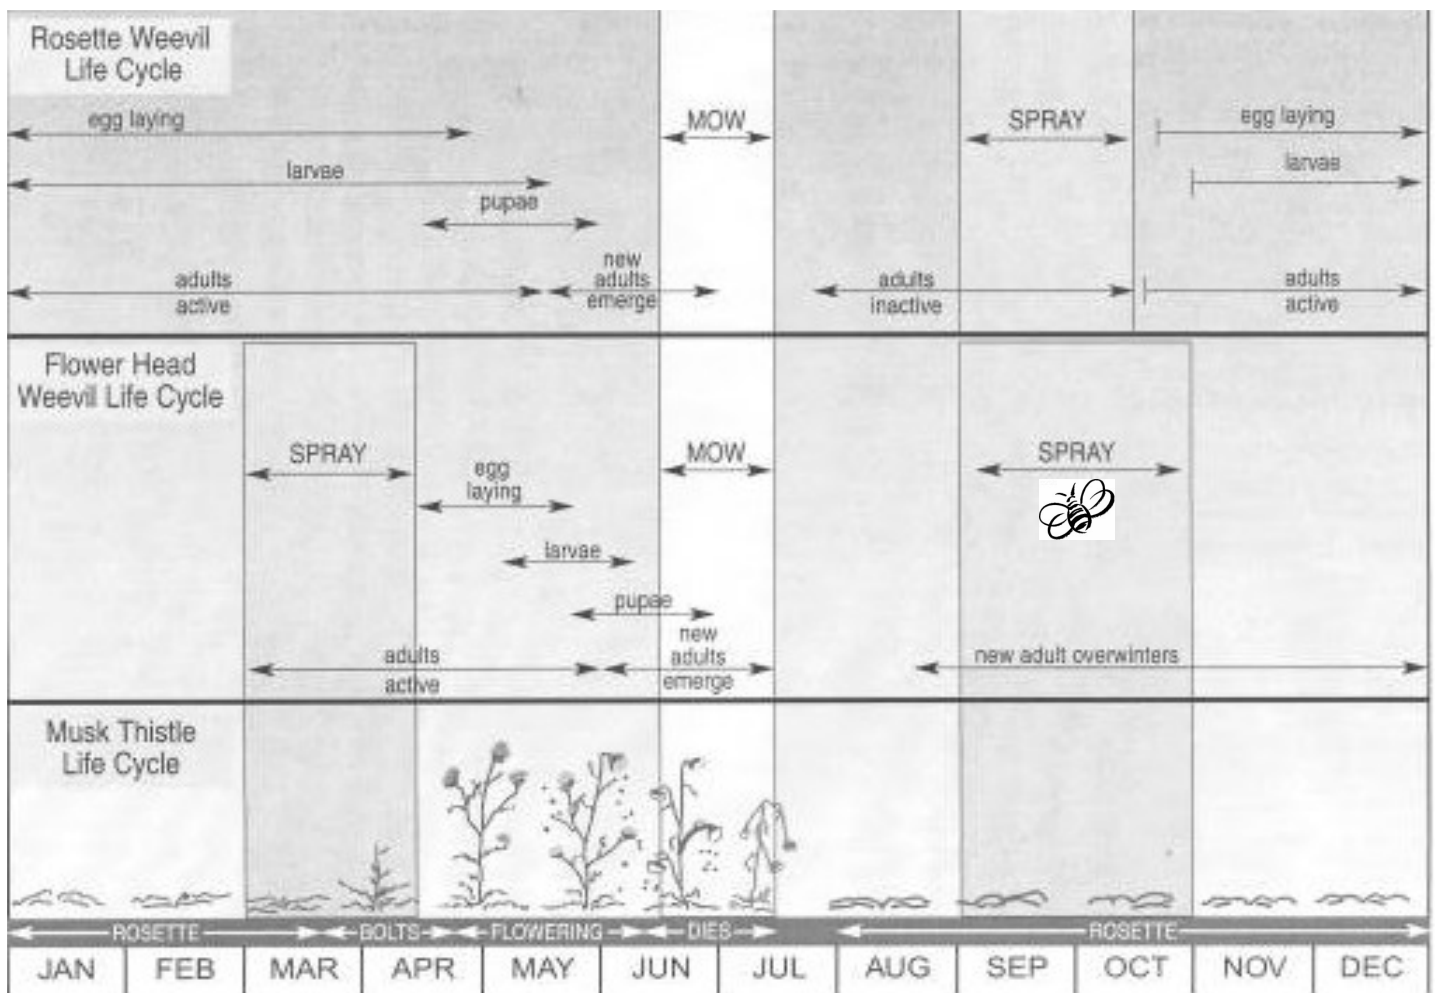 Rosette Weevil
Life Cycle
egg laying
larvae
pupae
adults
active
new
adults
emerge
MOW
adults
inactive
SPRAY
egg laying
larvae
adults
active
Flower Head
Weevil Life Cycle
SPRAY
egg
laying
larvae
pupae
adults
active
new
adults
emerge
MOW
SPRAY
new adult overwinters
Musk Thistle
Life Cycle
ROSETTE BOLTS FLOWERING DIES ROSETTE
JAN FEB MAR APR MAY JUN JUL AUG SEP OCT NOV DEC